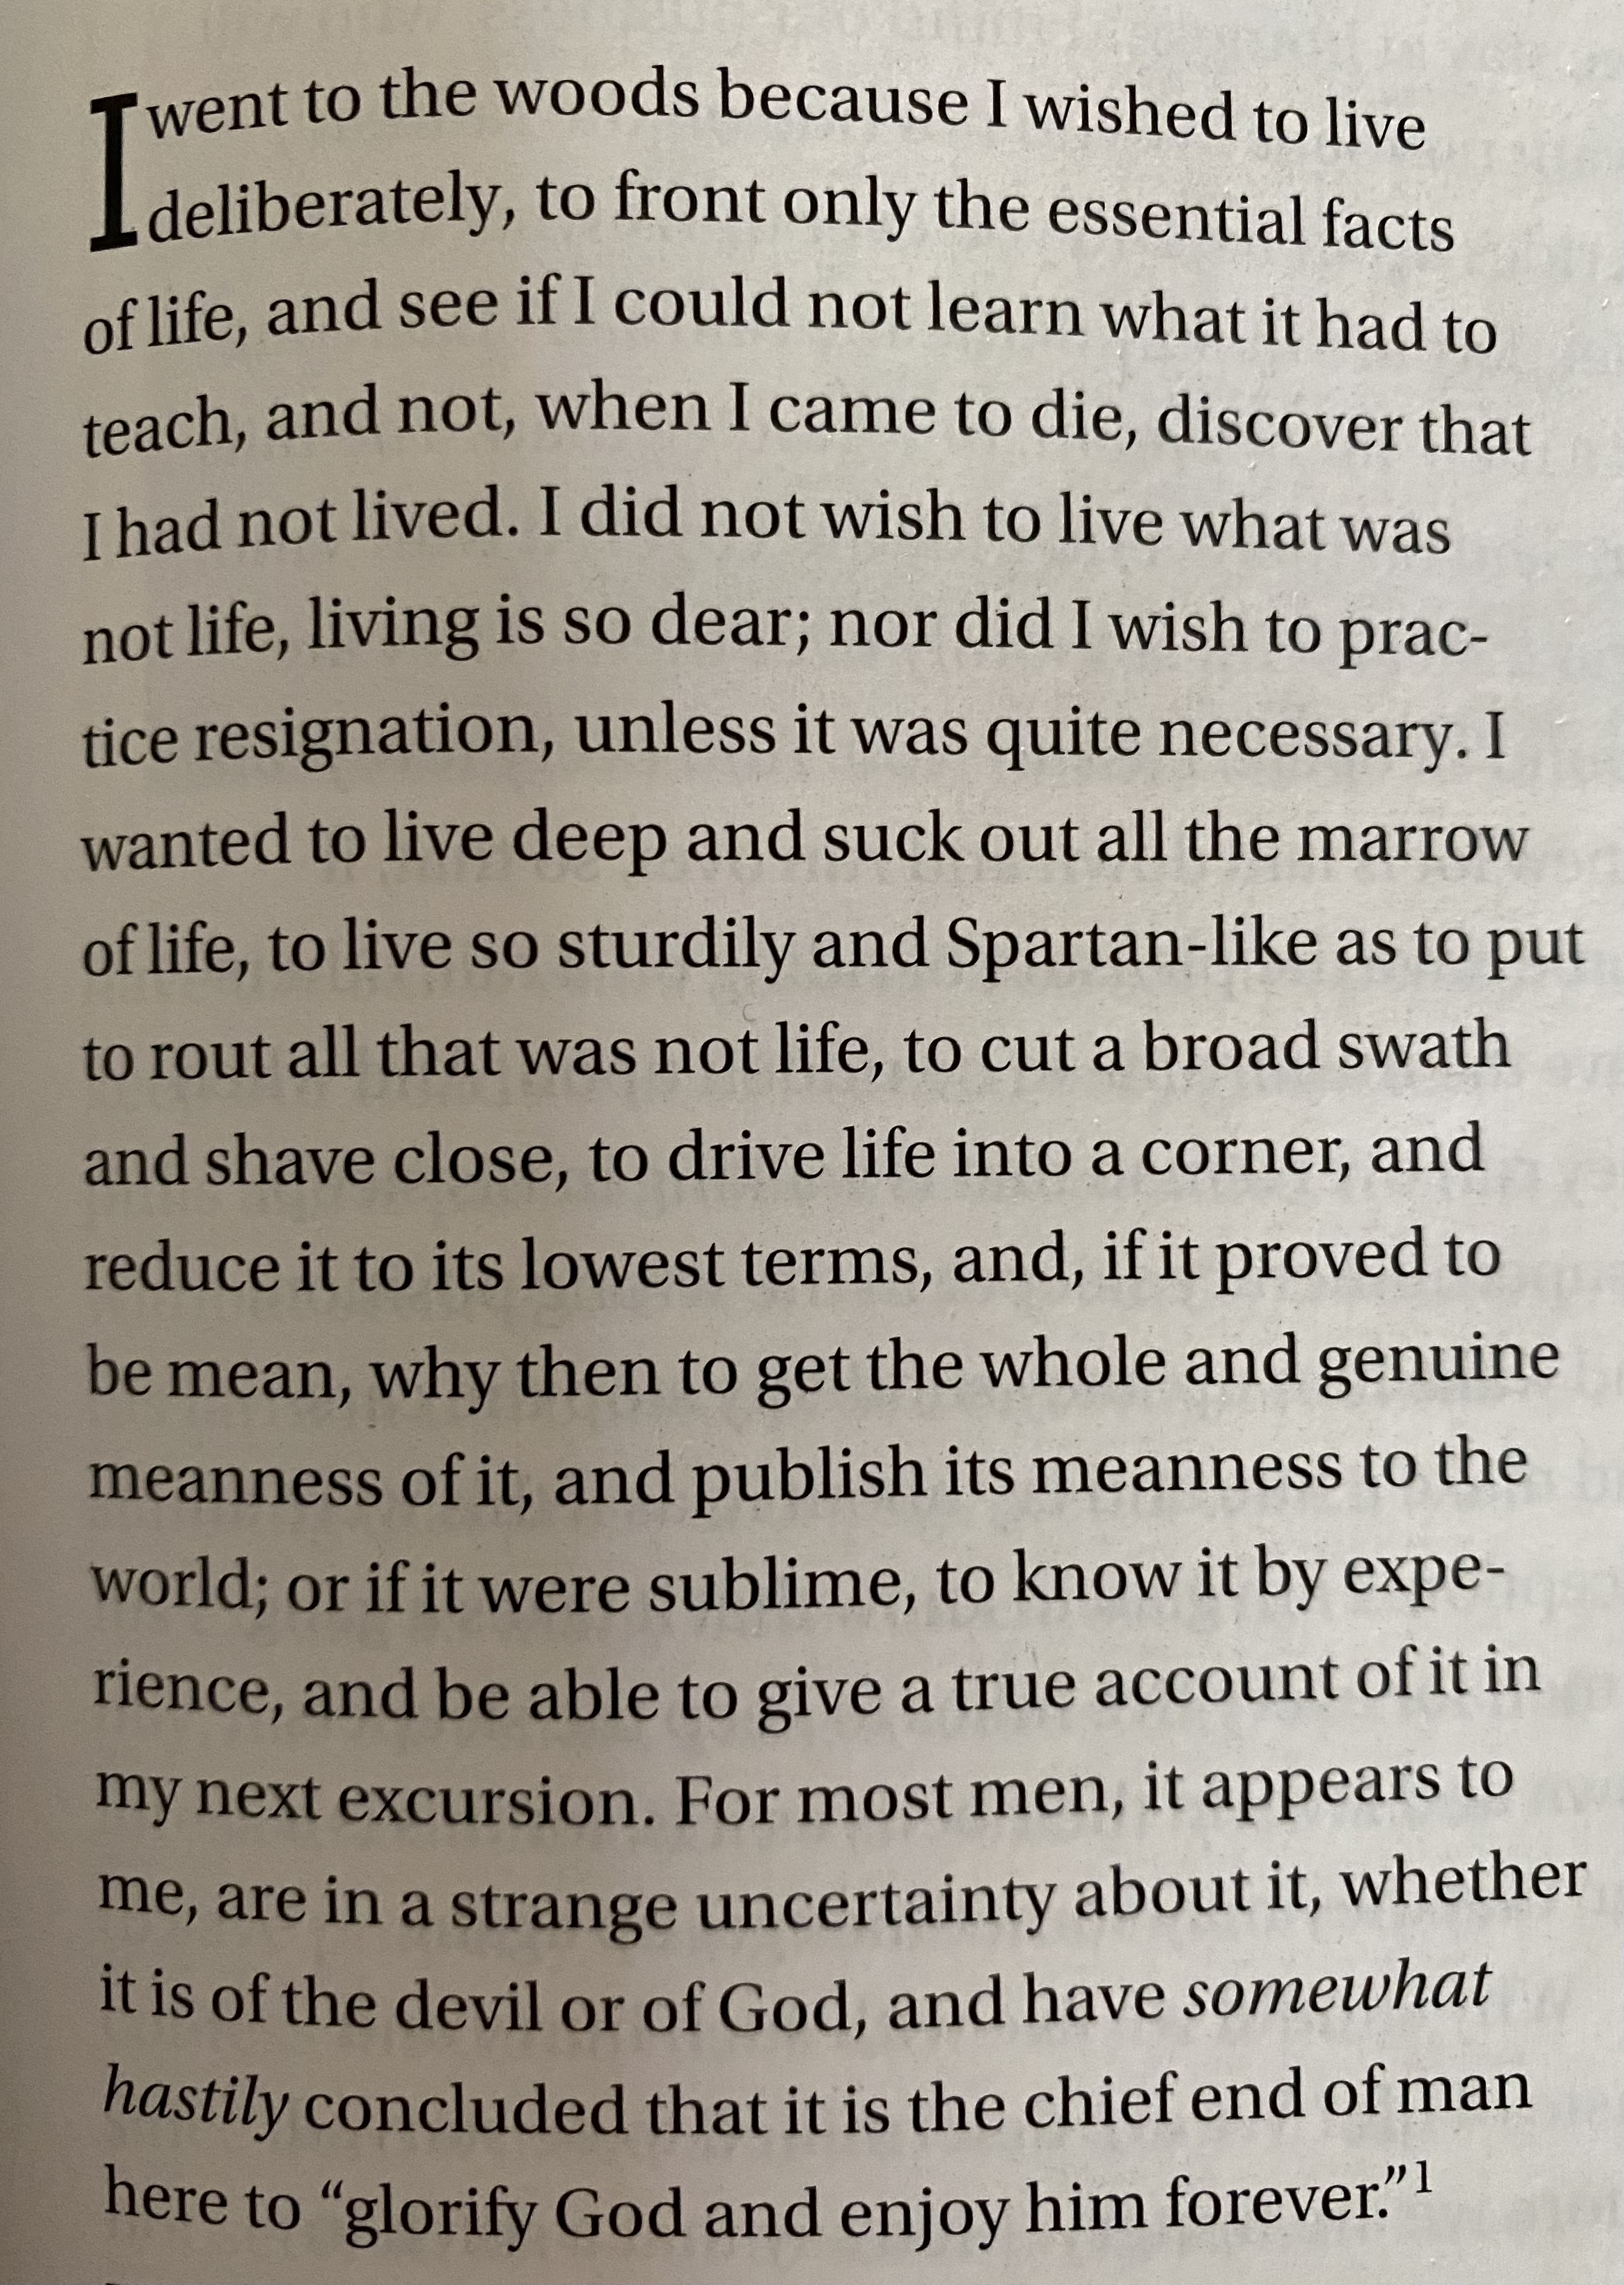 I went to the woods because I wished to live
deliberately, to front only the essential facts
of life, and see if I could not learn what it had to
teach, and not, when I came to die, discover that
I had not lived. I did not wish to live what was
not life, living is so dear; nor did I wish to prac-
tice resignation, unless it was quite necessary. I
wanted to live deep and suck out all the marrow
of life, to live so sturdily and Spartan-like as to put
to rout all that was not life, to cut a broad swath
and shave close, to drive life into a corner, and
reduce it to its lowest terms, and, if it proved to
be mean, why then to get the whole and genuine
meanness of it, and publish its meanness to the
world; or if it were sublime, to know it by expe-
rience, and be able to give a true account of it in
my next excursion. For most men, it appears to
me, are in a strange uncertainty about it, whether
it is of the devil or of God, and have somewhat
hastily concluded that it is the chief end of man
here to “glorify God and enjoy him forever.”¹